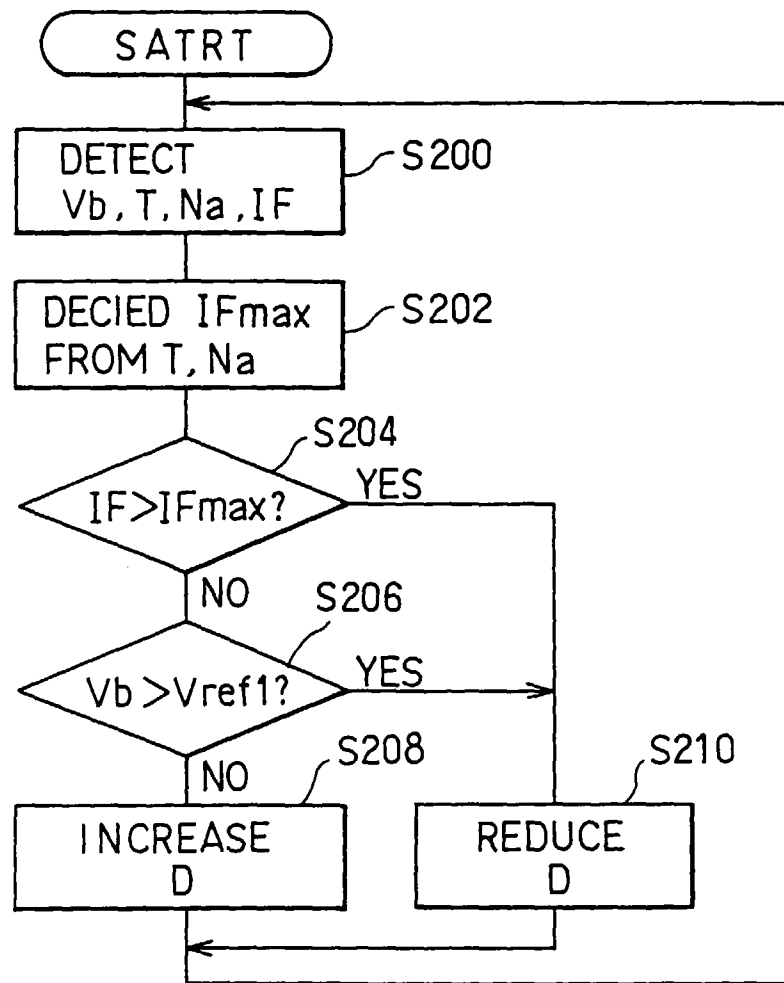 SATRT
DETECT
Vb, T, Na, IF
S200
DECIED IFmax
FROM T, Na
S202
S204
IF>IFmax?
YES
NO
S206
Vb>Vref1?
YES
NO
S208
INCREASE
D
S210
REDUCE
D